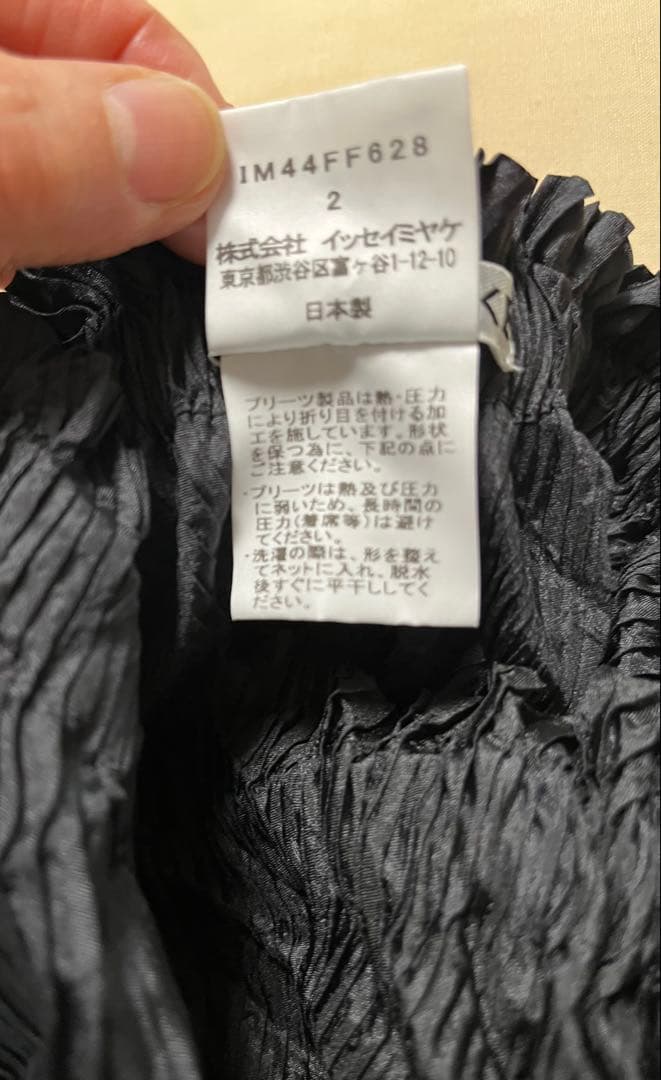 IM44FF628
2
株式会社 イッセイミヤケ
東京都渋谷区富ヶ谷1-12-10
日本製
プリーツ製品は熱・圧力
により折り目を付ける加
工を施しています。形状
を保つ為に、下記の点に
ご注意ください。
・プリーツは熱及び圧力
に弱いため、長時間の
圧力(着席等)は避け
てください。
・洗濯の際は、形を整え
てネットに入れ、脱水
後すぐに平干ししてく
ださい。